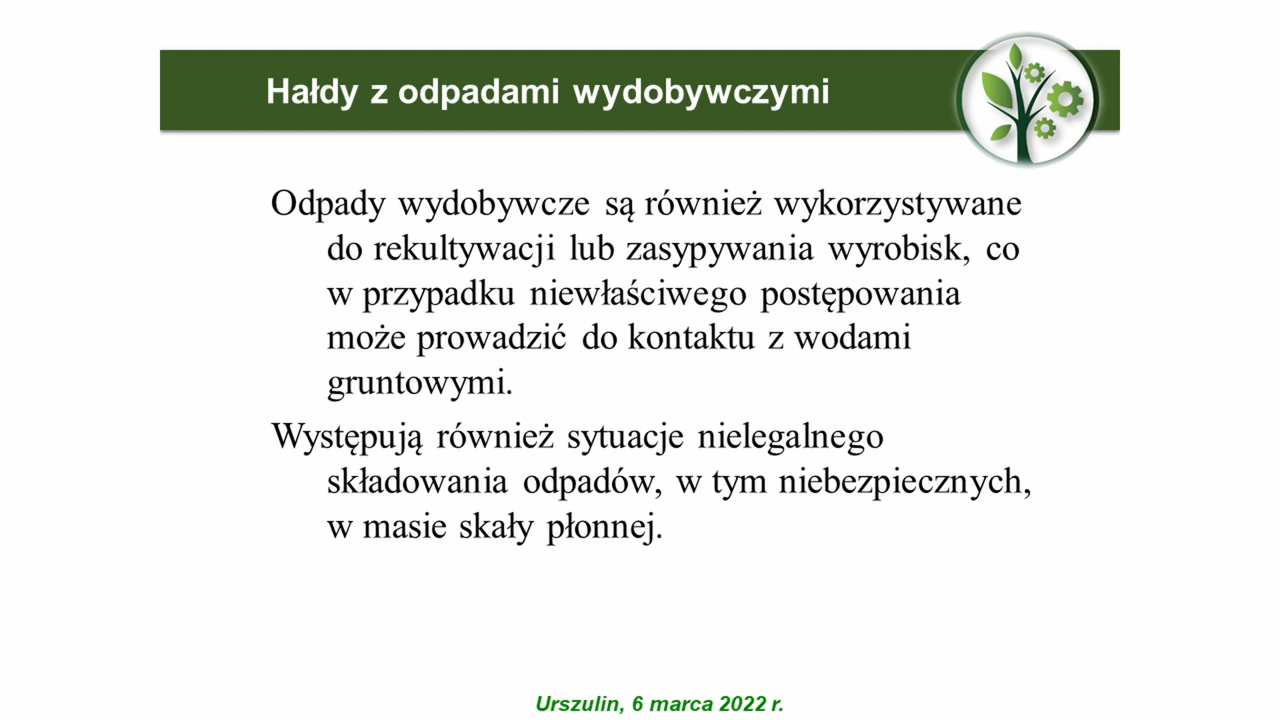 Hałdy z odpadami wydobywczymi
Odpady wydobywcze są również wykorzystywane
do rekultywacji lub zasypywania wyrobisk, co
w przypadku niewłaściwego postępowania
może prowadzić do kontaktu z wodami
gruntowymi.
Występują również sytuacje nielegalnego
składowania odpadów, w tym niebezpiecznych,
w masie skały płonnej.
Urszulin, 6 marca 2022 r.